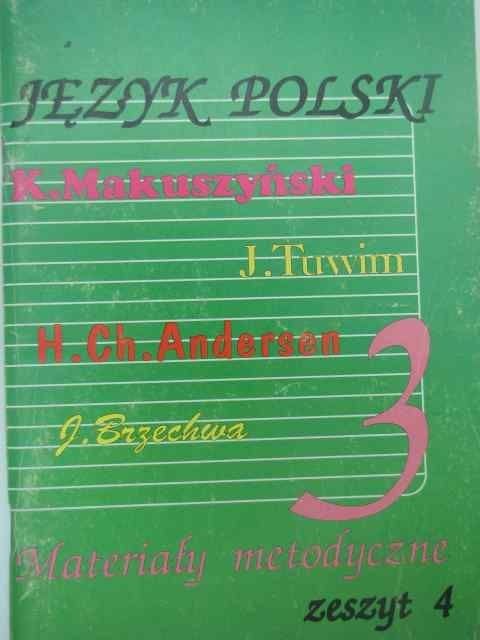 JĘZYK POLSKI
K.Makuszyński
J.Tuwim
H.Ch.Andersen
J.Brzechwa
3
Materiały metodyczne
zeszyt 4